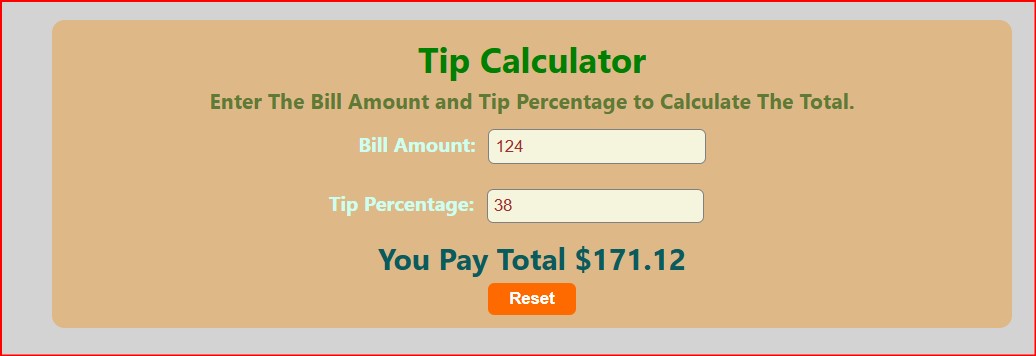 Tip Calculator
Enter The Bill Amount and Tip Percentage to Calculate The Total.
Bill Amount: 124
Tip Percentage: 38
You Pay Total $171.12
Reset